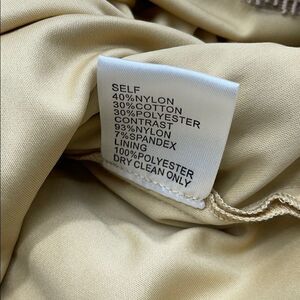 SELF
40%NYLON
30%COTTON
30%POLYESTER
CONTRAST
93%NYLON
7%SPANDEX
LINING
100%POLYESTER
DRY CLEAN ONLY